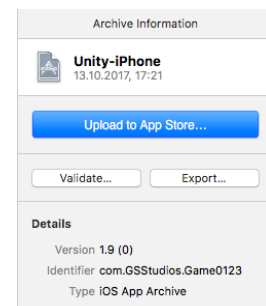 Archive Information
Unity-iPhone
13.10.2017, 17:21
Upload to App Store...
Validate...
Export...
Details
Version 1.9 (0)
Identifier com.GSStudios.Game0123
Type iOS App Archive